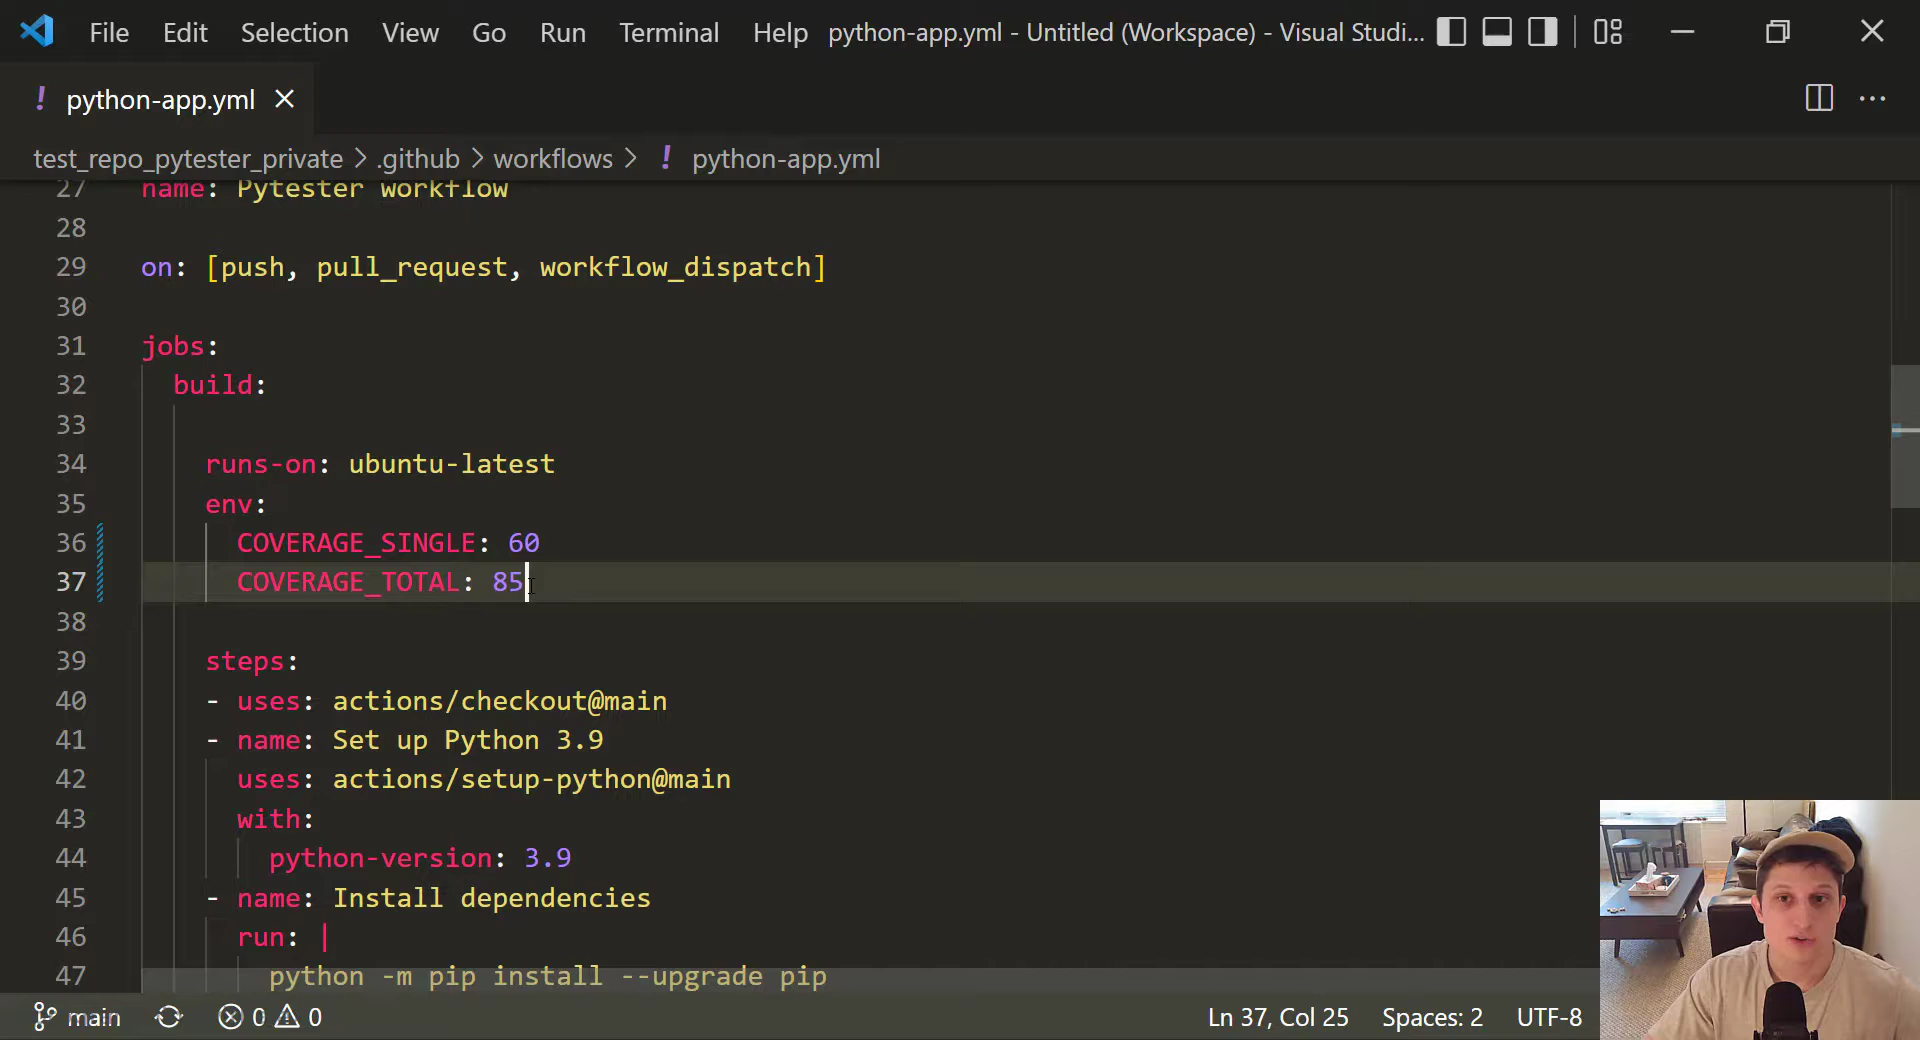 File Edit Selection View Go Run Terminal Help python-app.yml - Untitled (Workspace) - Visual Studi...
! python-app.yml
test_repo_pytester_private > .github > workflows > ! python-app.yml
27 name: Pytester workflow
28
29 on: [push, pull_request, workflow_dispatch]
30
31 jobs:
32 build:
33
34 runs-on: ubuntu-latest
35 env:
36 COVERAGE_SINGLE: 60
37 COVERAGE_TOTAL: 85
38
39 steps:
40 - uses: actions/checkout@main
41 - name: Set up Python 3.9
42 uses: actions/setup-python@main
43 with:
44 python-version: 3.9
45 - name: Install dependencies
46 run: |
47 python -m pip install --upgrade pip
main 0 0 Ln 37, Col 25 Spaces: 2 UTF-8